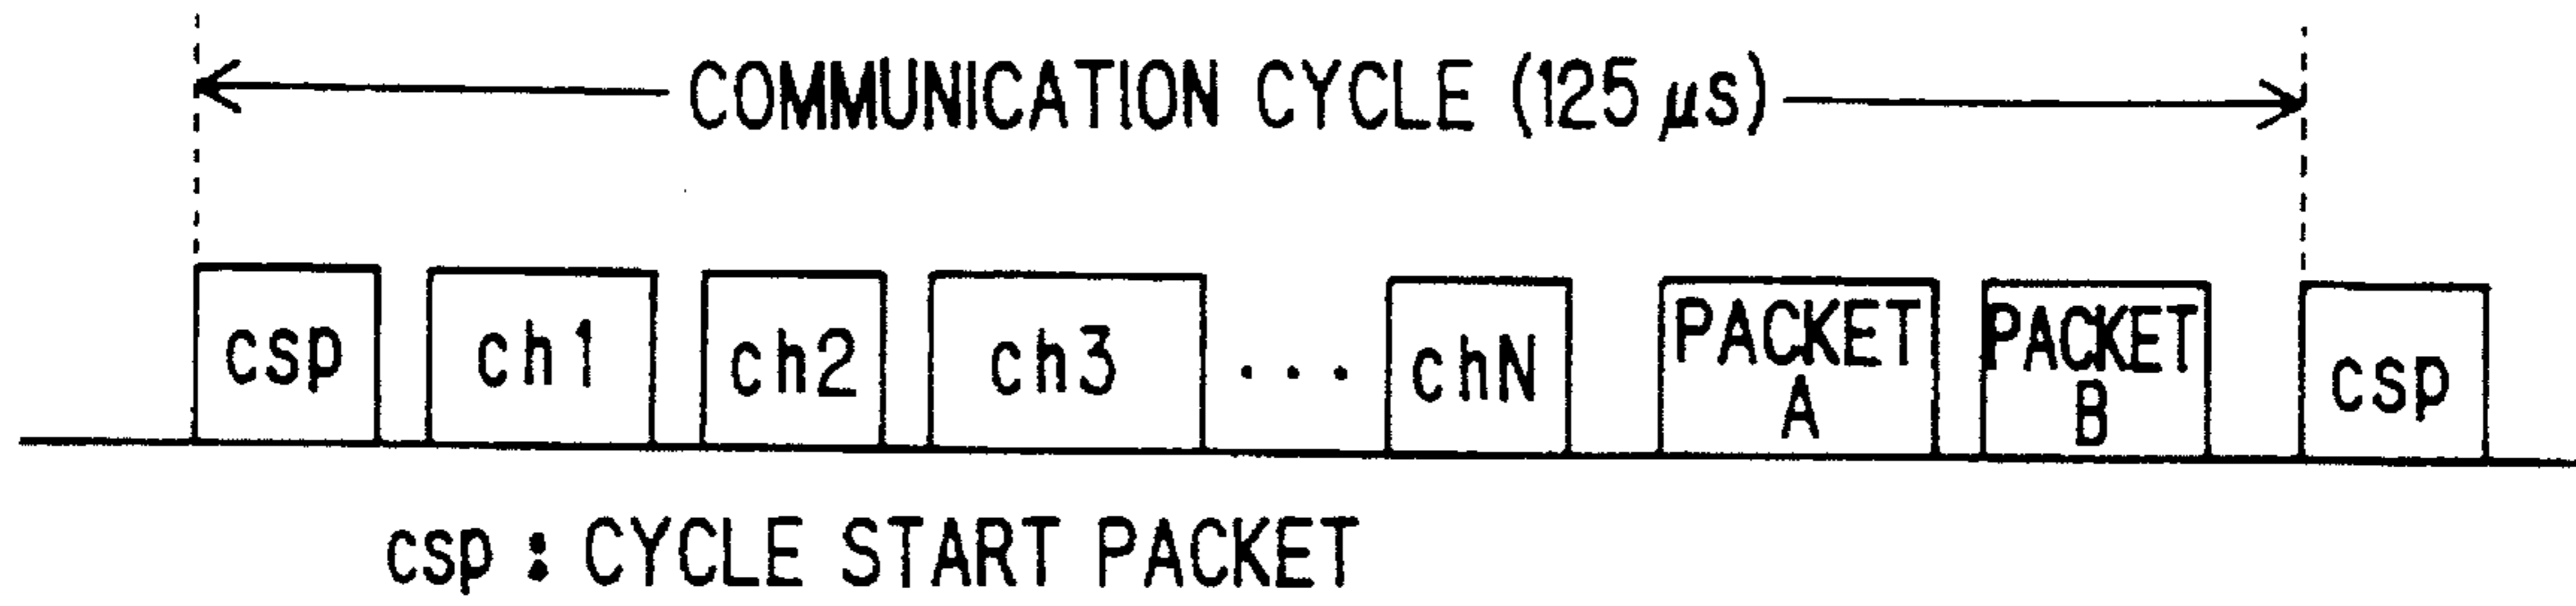 COMMUNICATION CYCLE (125 μs)
csp ch1 ch2 ch3 ... chN PACKET A PACKET B csp
csp : CYCLE START PACKET